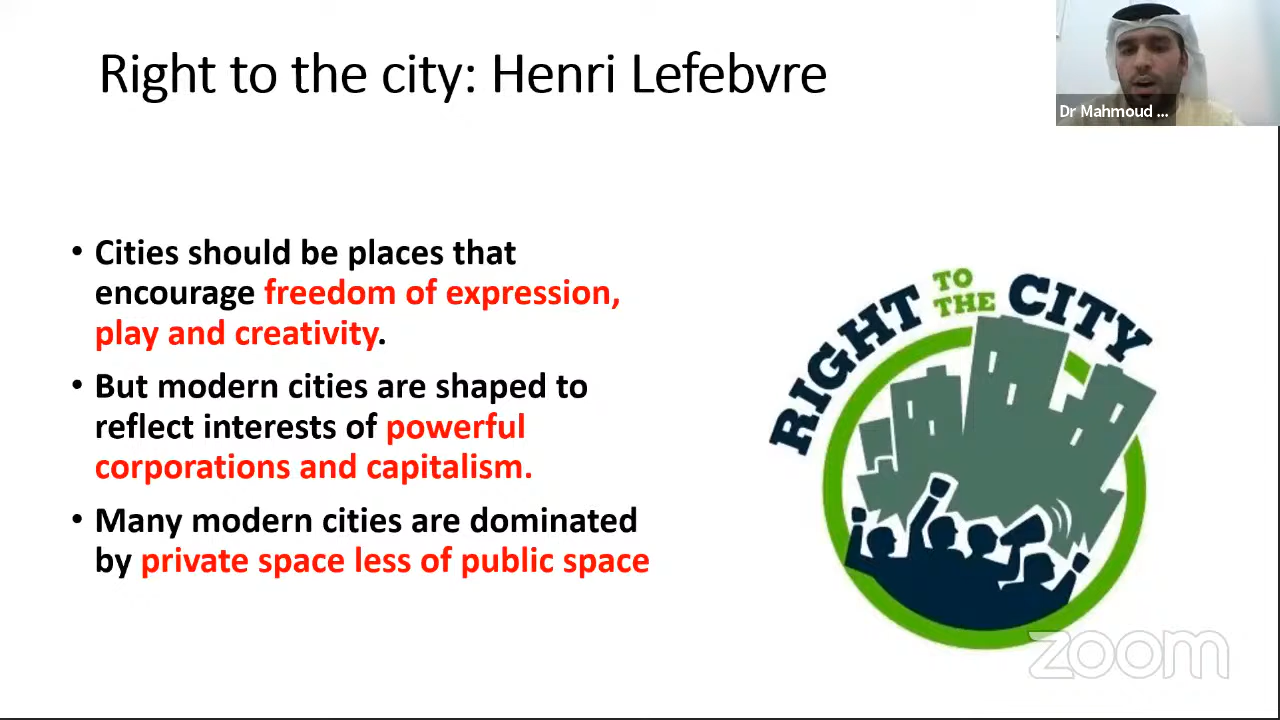 Right to the city: Henri Lefebvre
Dr Mahmoud ...
• Cities should be places that
encourage freedom of expression,
play and creativity.
• But modern cities are shaped to
reflect interests of powerful
corporations and capitalism.
• Many modern cities are dominated
by private space less of public space
RIGHT TO THE CITY
zoom